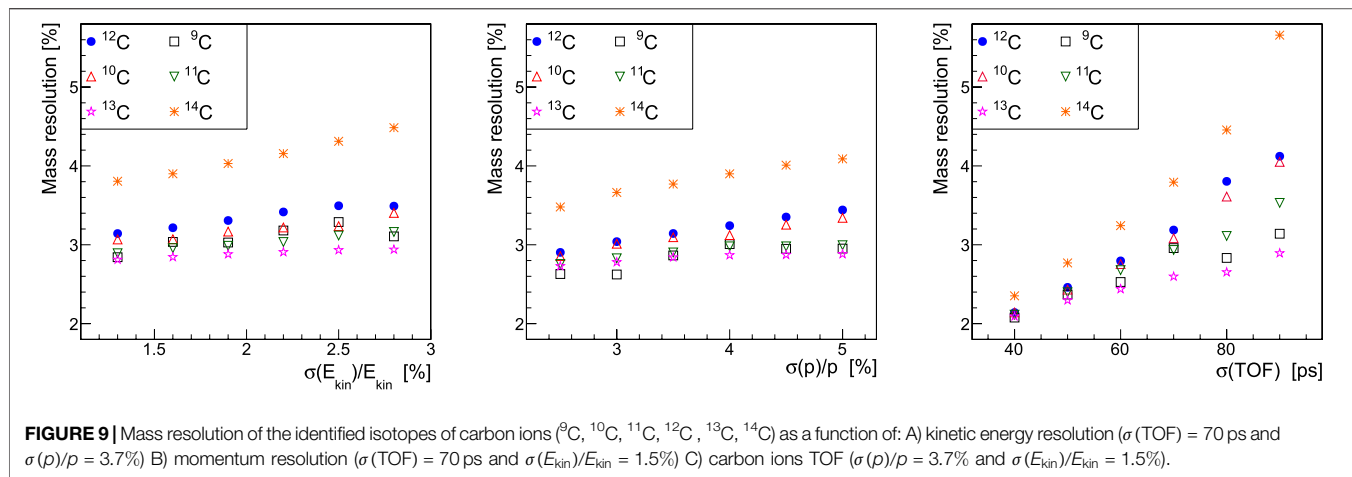 Mass resolution [%]
¹²C ⁹C
¹⁰C ¹¹C
¹³C ¹⁴C
5
4
3
2
1.5 2 2.5 3
σ(E_kin)/E_kin [%]
Mass resolution [%]
¹²C ⁹C
¹⁰C ¹¹C
¹³C ¹⁴C
5
4
3
2
3 4 5
σ(p)/p [%]
Mass resolution [%]
¹²C ⁹C
¹⁰C ¹¹C
¹³C ¹⁴C
5
4
3
2
40 60 80
σ(TOF) [ps]
FIGURE 9 | Mass resolution of the identified isotopes of carbon ions (⁹C, ¹⁰C, ¹¹C, ¹²C , ¹³C, ¹⁴C) as a function of: A) kinetic energy resolution (σ(TOF) = 70 ps and
σ(p)/p = 3.7%) B) momentum resolution (σ(TOF) = 70 ps and σ(E_kin)/E_kin = 1.5%) C) carbon ions TOF (σ(p)/p = 3.7% and σ(E_kin)/E_kin = 1.5%).